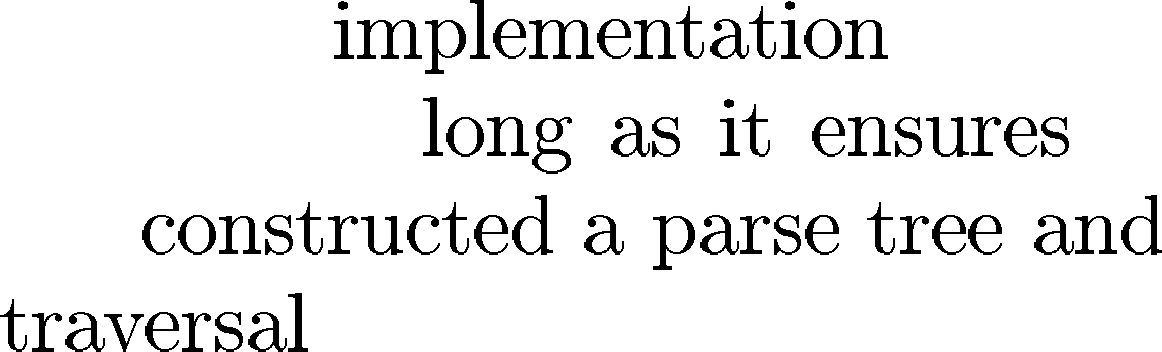 implementation
long as it ensures
constructed a parse tree and
traversal